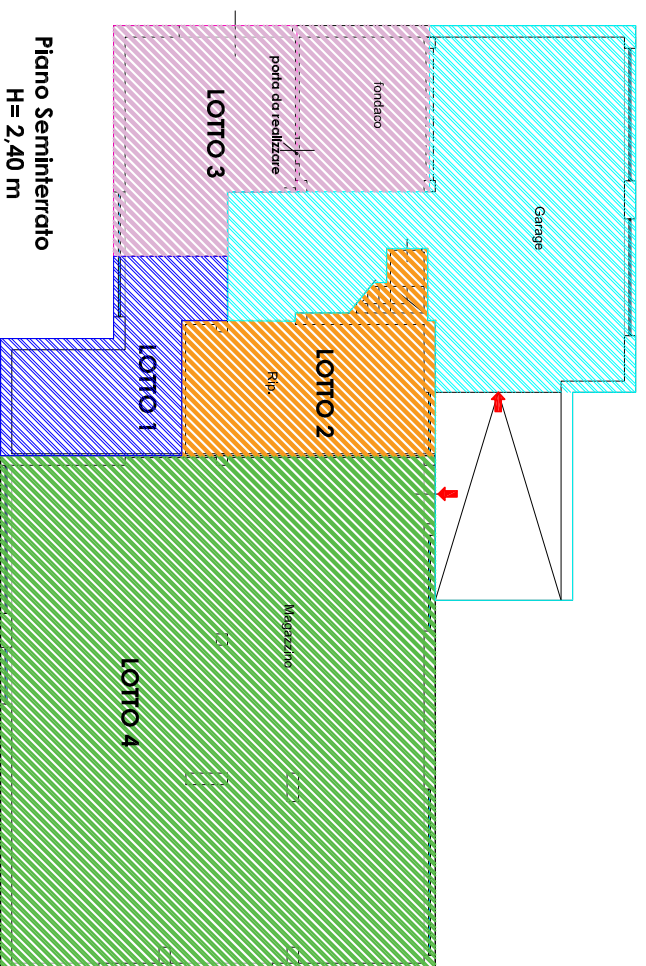 Piano Seminterrato
H= 2,40 m
Garage
fondaco
porta da realizzare
LOTTO 3
LOTTO 2
Rip.
LOTTO 1
Magazzino
LOTTO 4